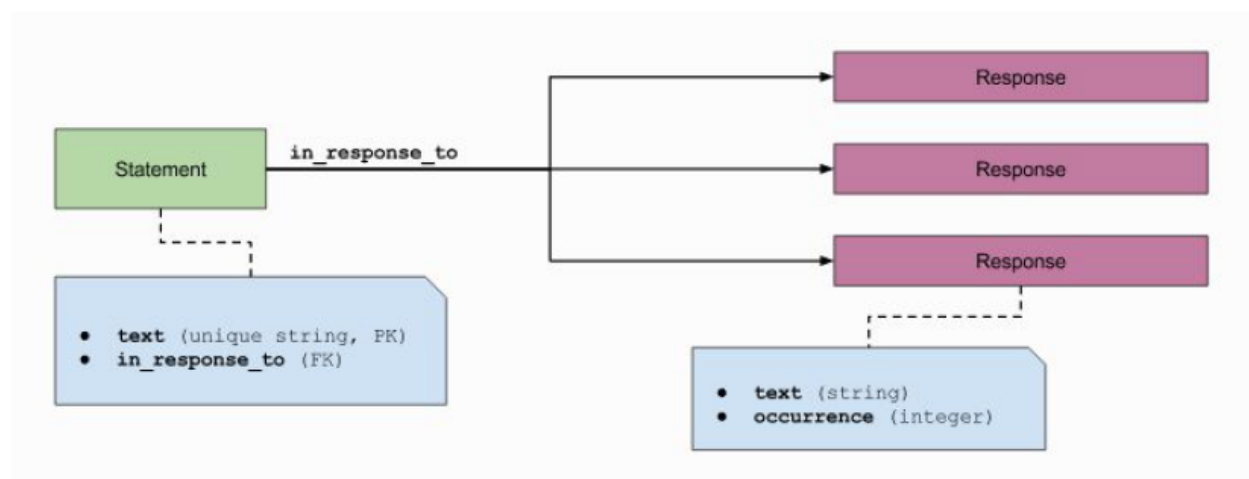 Response
in_response_to
Statement
Response
Response
● text (unique string, PK)
● in_response_to (FK)
● text (string)
● occurrence (integer)